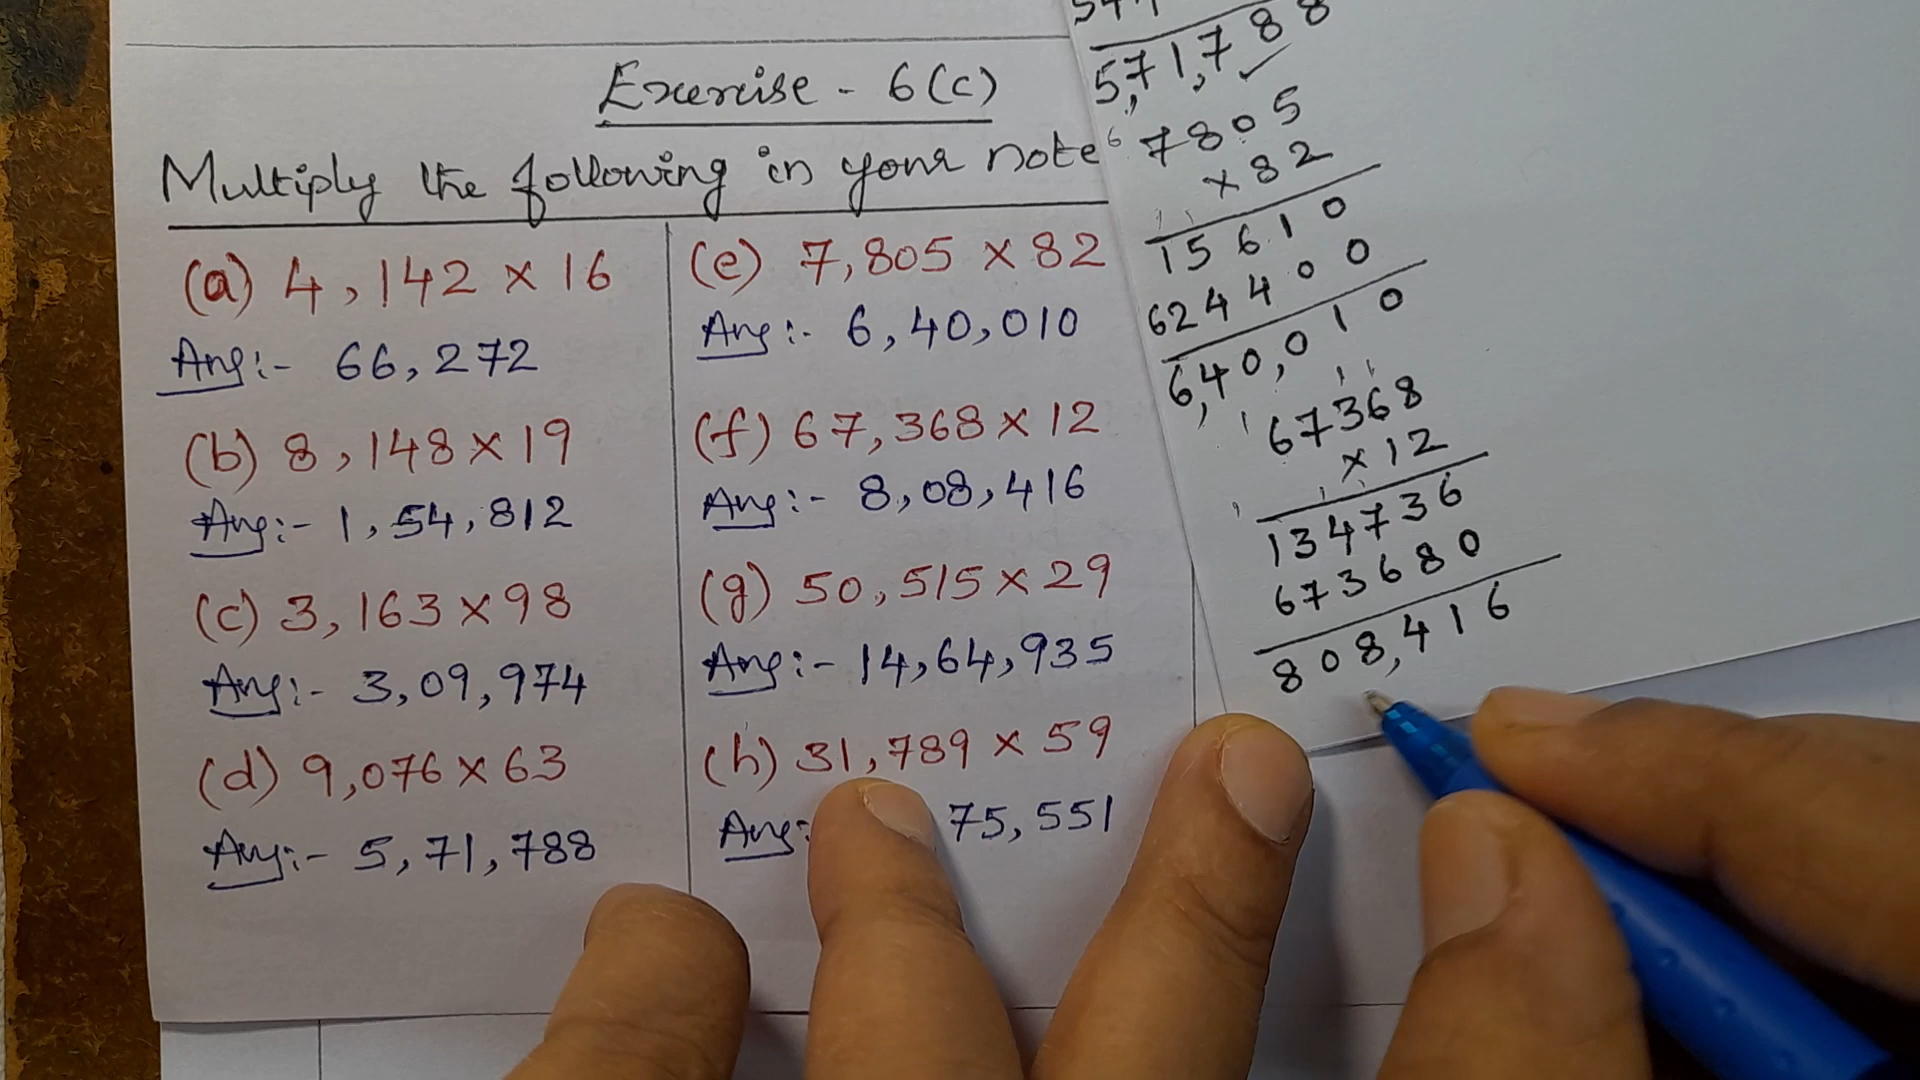 Exercise - 6(c)
Multiply the following in your note
(a) 4,142 x 16
Ans:- 66,272
(b) 8,148 x 19
Ans:- 1,54,812
(c) 3,163 x 98
Ans:- 3,09,974
(d) 9,076 x 63
Ans:- 5,71,788
(e) 7,805 x 82
Ans:- 6,40,010
(f) 67,368 x 12
Ans:- 8,08,416
(g) 50,515 x 29
Ans:- 14,64,935
(h) 31,789 x 59
Ans: 75,551
5,71,788
7805
x 82
15610
624400
6,40,010
67368
x 12
134736
673680
808,416